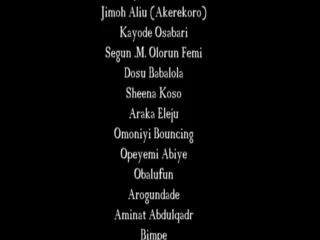 Jimoh Aliu (Akerekoro)
Kayode Osabari
Segun .M. Olorun Femi
Dosu Babalola
Sheena Koso
Araka Eleju
Omoniyi Bouncing
Opeyemi Abiye
Obalufun
Arogundade
Aminat Abdulqadr
Bimpe